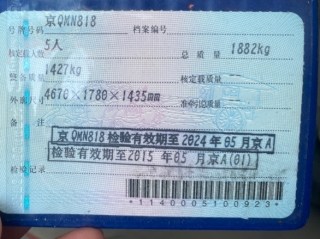 号牌号码 京QMN818 档案编号
核定载人数 5人 总质量 1882kg
整备质量 1427kg 核定载质量
外廓尺寸 4670×1780×1435mm 准牵引总质量
备注
京QMN818检验有效期至2024年05月京A
检验有效期至2015年05月京A(01)
检验记录
*1140005100923*